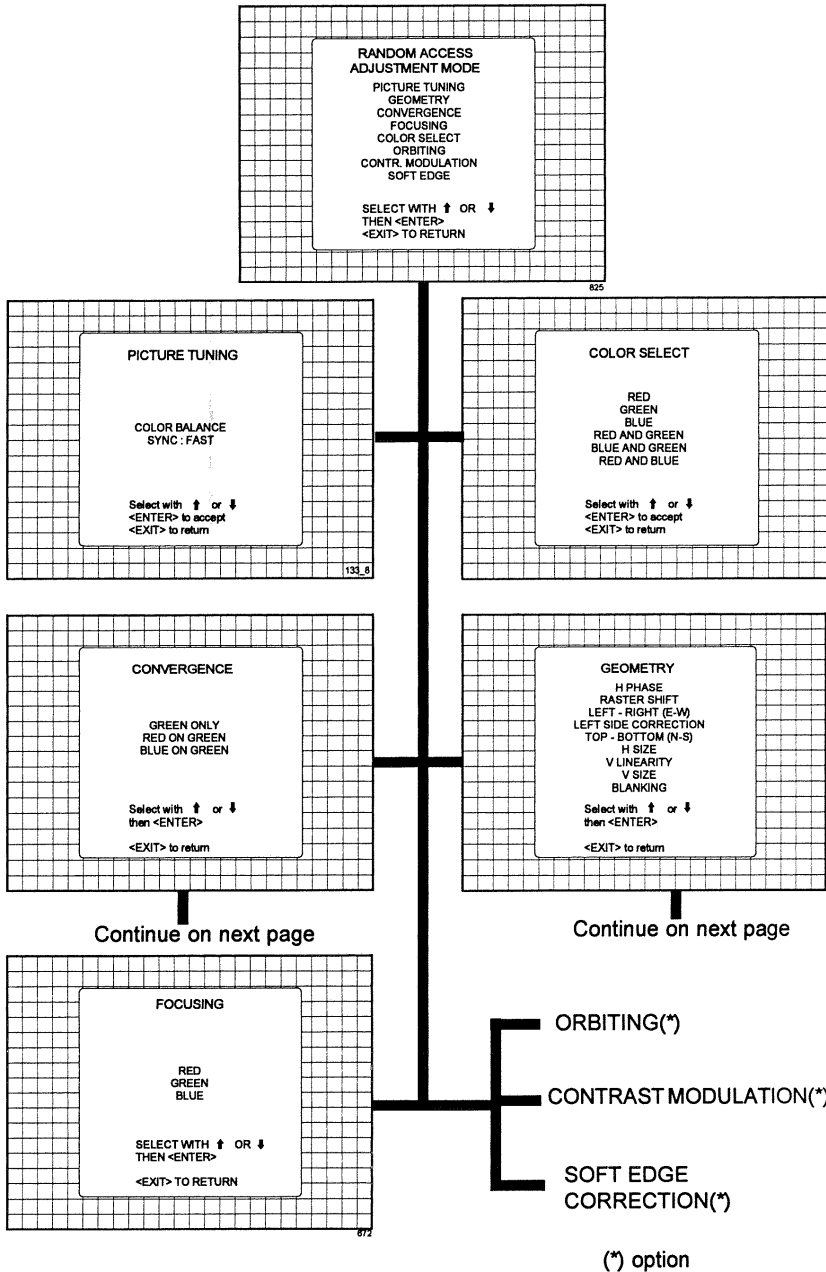 RANDOM ACCESS
ADJUSTMENT MODE
PICTURE TUNING
GEOMETRY
CONVERGENCE
FOCUSING
COLOR SELECT
ORBITING
CONTR. MODULATION
SOFT EDGE
SELECT WITH ⬆ OR ⬇
THEN <ENTER>
<EXIT> TO RETURN
825
PICTURE TUNING
COLOR BALANCE
SYNC : FAST
Select with ⬆ or ⬇
<ENTER> to accept
<EXIT> to return
133_8
COLOR SELECT
RED
GREEN
BLUE
RED AND GREEN
BLUE AND GREEN
RED AND BLUE
Select with ⬆ or ⬇
<ENTER> to accept
<EXIT> to return
CONVERGENCE
GREEN ONLY
RED ON GREEN
BLUE ON GREEN
Select with ⬆ or ⬇
then <ENTER>
<EXIT> to return
Continue on next page
GEOMETRY
H PHASE
RASTER SHIFT
LEFT - RIGHT (E-W)
LEFT SIDE CORRECTION
TOP - BOTTOM (N-S)
H SIZE
V LINEARITY
V SIZE
BLANKING
Select with ⬆ or ⬇
then <ENTER>
<EXIT> to return
Continue on next page
FOCUSING
RED
GREEN
BLUE
SELECT WITH ⬆ OR ⬇
THEN <ENTER>
<EXIT> TO RETURN
672
ORBITING(*)
CONTRAST MODULATION(*)
SOFT EDGE
CORRECTION(*)
(*) option